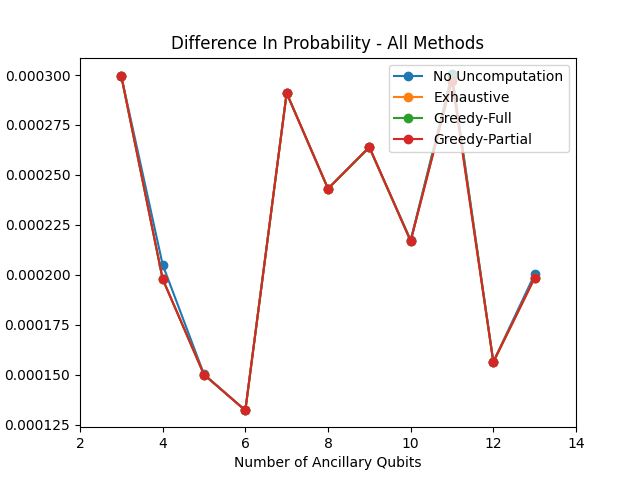 Difference In Probability - All Methods
0.000300
0.000275
0.000250
0.000225
0.000200
0.000175
0.000150
0.000125
No Uncomputation
Exhaustive
Greedy-Full
Greedy-Partial
2 4 6 8 10 12 14
Number of Ancillary Qubits